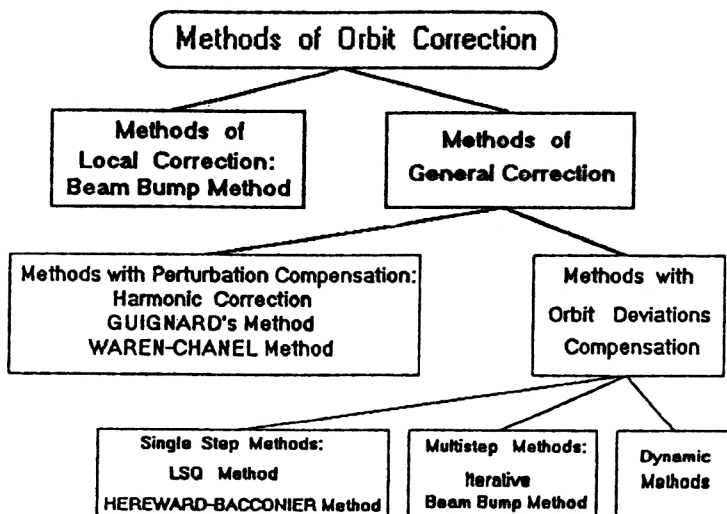 Methods of Orbit Correction
Methods of
Local Correction:
Beam Bump Method
Methods of
General Correction
Methods with Perturbation Compensation:
Harmonic Correction
GUIGNARD's Method
WAREN-CHANEL Method
Methods with
Orbit Deviations
Compensation
Single Step Methods:
LSQ Method
HEREWARD-BACCONIER Method
Multistep Methods:
Iterative
Beam Bump Method
Dynamic
Methods